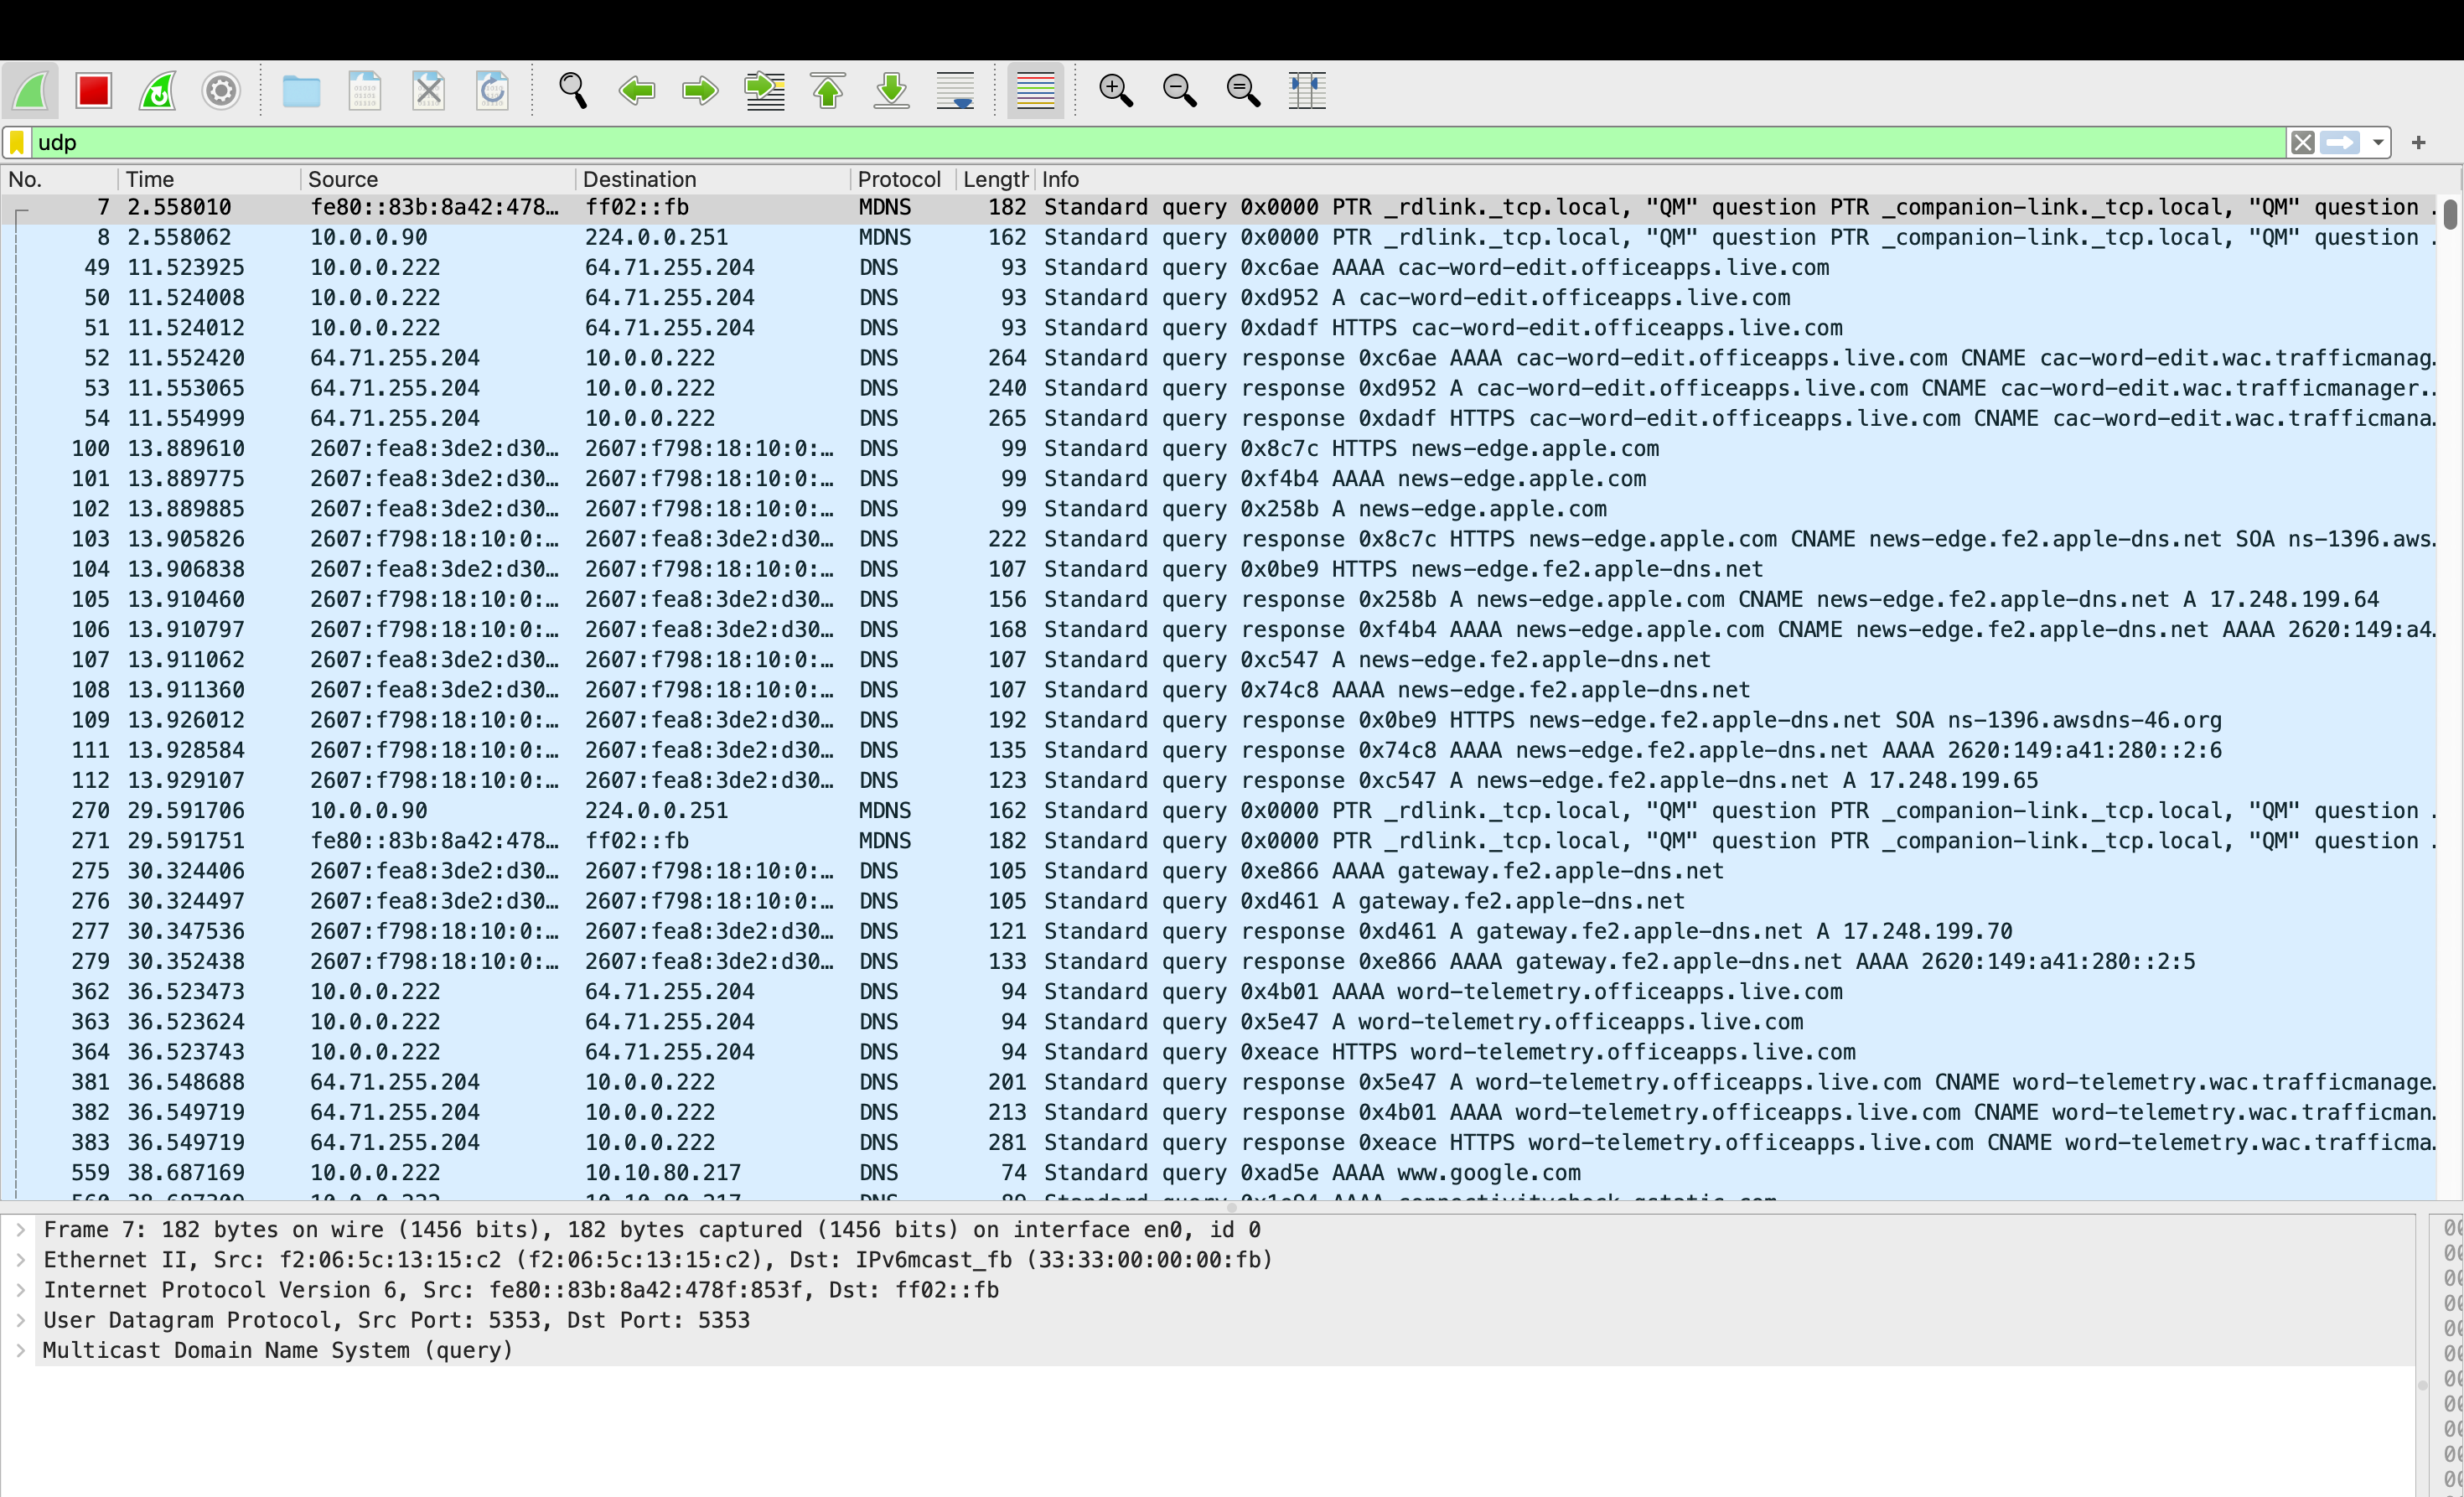 udp
No. Time Source Destination Protocol Length Info
7 2.558010 fe80::83b:8a42:478… ff02::fb MDNS 182 Standard query 0x0000 PTR _rdlink._tcp.local, "QM" question PTR _companion-link._tcp.local, "QM" question .
8 2.558062 10.0.0.90 224.0.0.251 MDNS 162 Standard query 0x0000 PTR _rdlink._tcp.local, "QM" question PTR _companion-link._tcp.local, "QM" question .
49 11.523925 10.0.0.222 64.71.255.204 DNS 93 Standard query 0xc6ae AAAA cac-word-edit.officeapps.live.com
50 11.524008 10.0.0.222 64.71.255.204 DNS 93 Standard query 0xd952 A cac-word-edit.officeapps.live.com
51 11.524012 10.0.0.222 64.71.255.204 DNS 93 Standard query 0xdadf HTTPS cac-word-edit.officeapps.live.com
52 11.552420 64.71.255.204 10.0.0.222 DNS 264 Standard query response 0xc6ae AAAA cac-word-edit.officeapps.live.com CNAME cac-word-edit.wac.trafficmanag.
53 11.553065 64.71.255.204 10.0.0.222 DNS 240 Standard query response 0xd952 A cac-word-edit.officeapps.live.com CNAME cac-word-edit.wac.trafficmanager..
54 11.554999 64.71.255.204 10.0.0.222 DNS 265 Standard query response 0xdadf HTTPS cac-word-edit.officeapps.live.com CNAME cac-word-edit.wac.trafficmana.
100 13.889610 2607:fea8:3de2:d30… 2607:f798:18:10:0:… DNS 99 Standard query 0x8c7c HTTPS news-edge.apple.com
101 13.889775 2607:fea8:3de2:d30… 2607:f798:18:10:0:… DNS 99 Standard query 0xf4b4 AAAA news-edge.apple.com
102 13.889885 2607:fea8:3de2:d30… 2607:f798:18:10:0:… DNS 99 Standard query 0x258b A news-edge.apple.com
103 13.905826 2607:f798:18:10:0:… 2607:fea8:3de2:d30… DNS 222 Standard query response 0x8c7c HTTPS news-edge.apple.com CNAME news-edge.fe2.apple-dns.net SOA ns-1396.aws.
104 13.906838 2607:fea8:3de2:d30… 2607:f798:18:10:0:… DNS 107 Standard query 0x0be9 HTTPS news-edge.fe2.apple-dns.net
105 13.910460 2607:f798:18:10:0:… 2607:fea8:3de2:d30… DNS 156 Standard query response 0x258b A news-edge.apple.com CNAME news-edge.fe2.apple-dns.net A 17.248.199.64
106 13.910797 2607:f798:18:10:0:… 2607:fea8:3de2:d30… DNS 168 Standard query response 0xf4b4 AAAA news-edge.apple.com CNAME news-edge.fe2.apple-dns.net AAAA 2620:149:a4.
107 13.911062 2607:fea8:3de2:d30… 2607:f798:18:10:0:… DNS 107 Standard query 0xc547 A news-edge.fe2.apple-dns.net
108 13.911360 2607:fea8:3de2:d30… 2607:f798:18:10:0:… DNS 107 Standard query 0x74c8 AAAA news-edge.fe2.apple-dns.net
109 13.926012 2607:f798:18:10:0:… 2607:fea8:3de2:d30… DNS 192 Standard query response 0x0be9 HTTPS news-edge.fe2.apple-dns.net SOA ns-1396.awsdns-46.org
111 13.928584 2607:f798:18:10:0:… 2607:fea8:3de2:d30… DNS 135 Standard query response 0x74c8 AAAA news-edge.fe2.apple-dns.net AAAA 2620:149:a41:280::2:6
112 13.929107 2607:f798:18:10:0:… 2607:fea8:3de2:d30… DNS 123 Standard query response 0xc547 A news-edge.fe2.apple-dns.net A 17.248.199.65
270 29.591706 10.0.0.90 224.0.0.251 MDNS 162 Standard query 0x0000 PTR _rdlink._tcp.local, "QM" question PTR _companion-link._tcp.local, "QM" question .
271 29.591751 fe80::83b:8a42:478… ff02::fb MDNS 182 Standard query 0x0000 PTR _rdlink._tcp.local, "QM" question PTR _companion-link._tcp.local, "QM" question .
275 30.324406 2607:fea8:3de2:d30… 2607:f798:18:10:0:… DNS 105 Standard query 0xe866 AAAA gateway.fe2.apple-dns.net
276 30.324497 2607:fea8:3de2:d30… 2607:f798:18:10:0:… DNS 105 Standard query 0xd461 A gateway.fe2.apple-dns.net
277 30.347536 2607:f798:18:10:0:… 2607:fea8:3de2:d30… DNS 121 Standard query response 0xd461 A gateway.fe2.apple-dns.net A 17.248.199.70
279 30.352438 2607:f798:18:10:0:… 2607:fea8:3de2:d30… DNS 133 Standard query response 0xe866 AAAA gateway.fe2.apple-dns.net AAAA 2620:149:a41:280::2:5
362 36.523473 10.0.0.222 64.71.255.204 DNS 94 Standard query 0x4b01 AAAA word-telemetry.officeapps.live.com
363 36.523624 10.0.0.222 64.71.255.204 DNS 94 Standard query 0x5e47 A word-telemetry.officeapps.live.com
364 36.523743 10.0.0.222 64.71.255.204 DNS 94 Standard query 0xeace HTTPS word-telemetry.officeapps.live.com
381 36.548688 64.71.255.204 10.0.0.222 DNS 201 Standard query response 0x5e47 A word-telemetry.officeapps.live.com CNAME word-telemetry.wac.trafficmanage.
382 36.549719 64.71.255.204 10.0.0.222 DNS 213 Standard query response 0x4b01 AAAA word-telemetry.officeapps.live.com CNAME word-telemetry.wac.trafficman.
383 36.549719 64.71.255.204 10.0.0.222 DNS 281 Standard query response 0xeace HTTPS word-telemetry.officeapps.live.com CNAME word-telemetry.wac.trafficma.
559 38.687169 10.0.0.222 10.10.80.217 DNS 74 Standard query 0xad5e AAAA www.google.com
Frame 7: 182 bytes on wire (1456 bits), 182 bytes captured (1456 bits) on interface en0, id 0
Ethernet II, Src: f2:06:5c:13:15:c2 (f2:06:5c:13:15:c2), Dst: IPv6mcast_fb (33:33:00:00:00:fb)
Internet Protocol Version 6, Src: fe80::83b:8a42:478f:853f, Dst: ff02::fb
User Datagram Protocol, Src Port: 5353, Dst Port: 5353
Multicast Domain Name System (query)